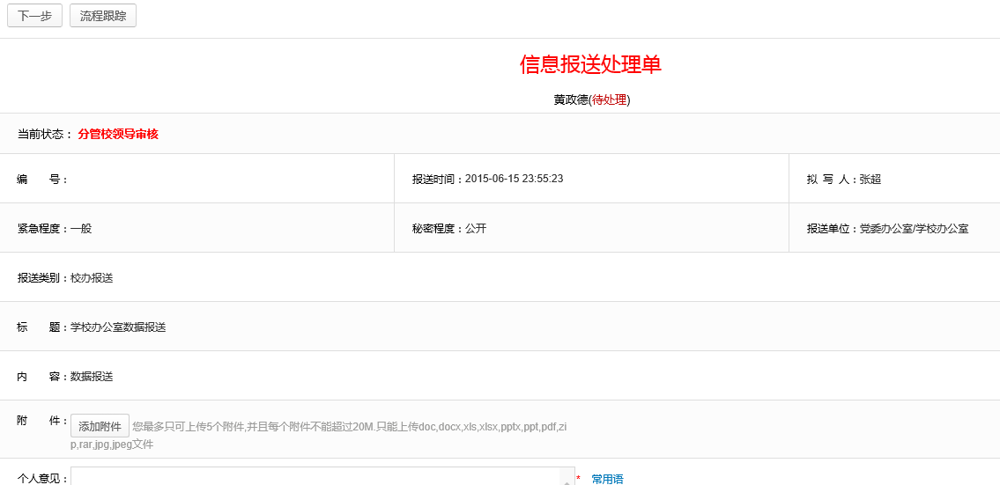 下一步 流程跟踪
信息报送处理单
黄政德(待处理)
当前状态： 分管校领导审核
编 号： 报送时间：2015-06-15 23:55:23 拟 写 人：张超
紧急程度：一般 秘密程度：公开 报送单位：党委办公室/学校办公室
报送类别：校办报送
标 题：学校办公室数据报送
内 容：数据报送
附 件： 添加附件 您最多只可上传5个附件,并且每个附件不能超过20M.只能上传doc,docx,xls,xlsx,pptx,ppt,pdf,zi
p,rar,jpg,jpeg文件
个人意见： * 常用语